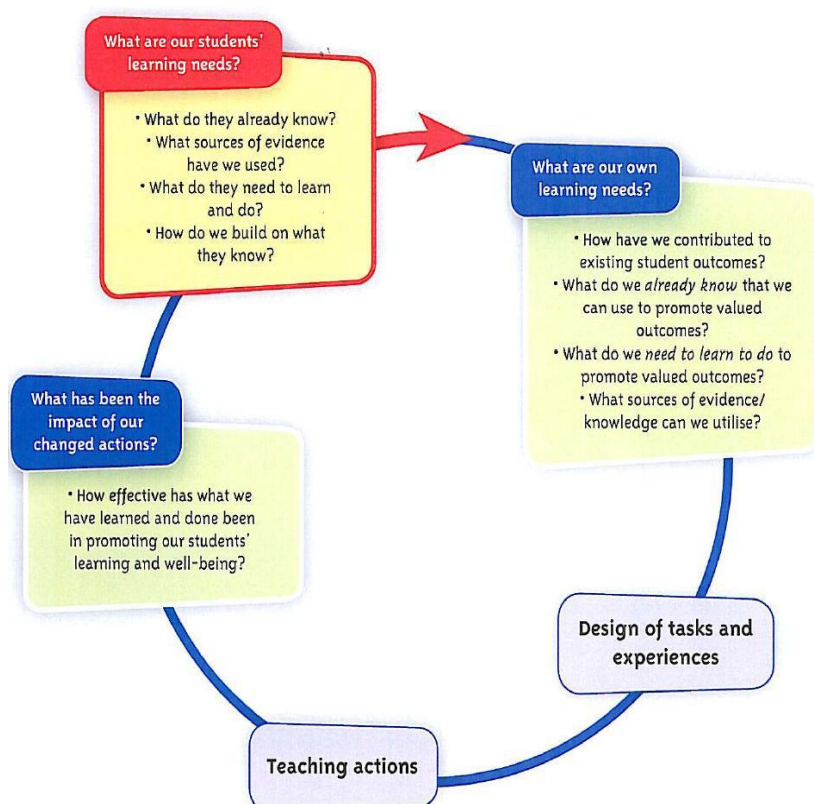 What are our students'
learning needs?
• What do they already know?
• What sources of evidence
have we used?
• What do they need to learn
and do?
• How do we build on what
they know?
What are our own
learning needs?
• How have we contributed to
existing student outcomes?
• What do we already know that we
can use to promote valued
outcomes?
• What do we need to learn to do to
promote valued outcomes?
• What sources of evidence/
knowledge can we utilise?
Design of tasks and
experiences
Teaching actions
What has been the
impact of our
changed actions?
• How effective has what we
have learned and done been
in promoting our students'
learning and well-being?